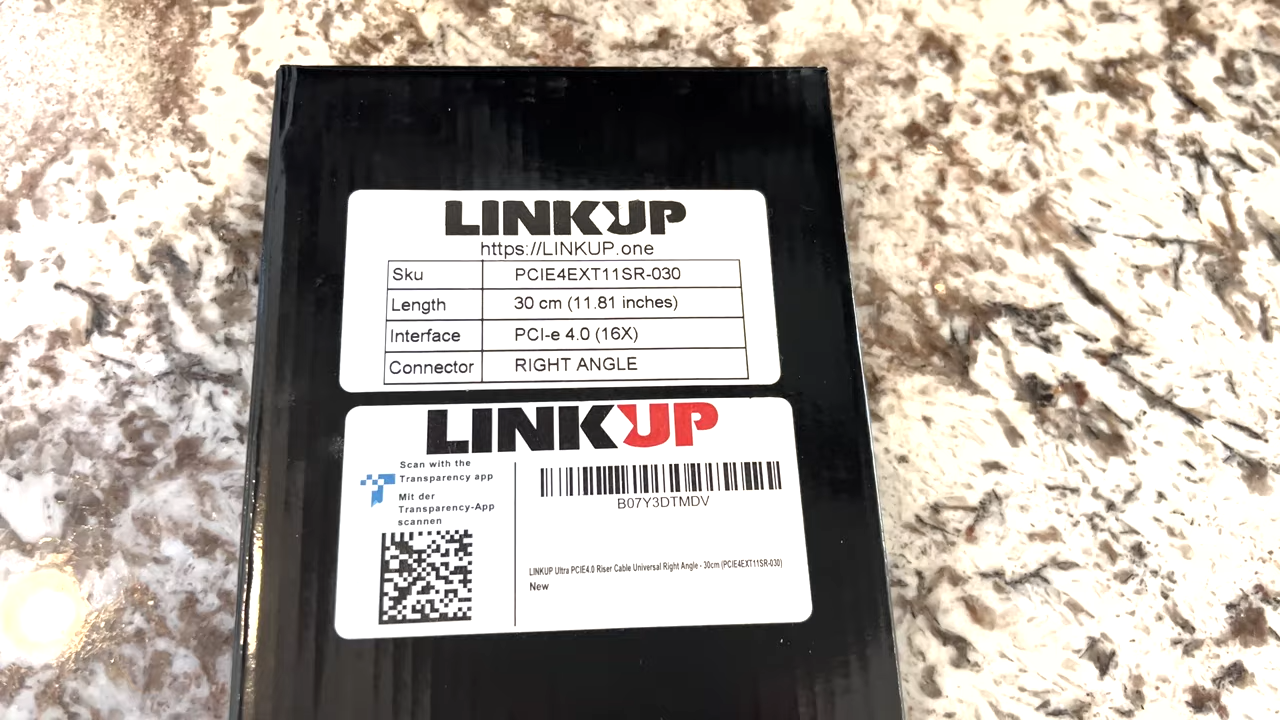 LINKUP
https://LINKUP.one
Sku PCIE4EXT11SR-030
Length 30 cm (11.81 inches)
Interface PCI-e 4.0 (16X)
Connector RIGHT ANGLE
LINKUP
Scan with the
Transparency app
Mit der
Transparency-App
scannen
B07Y3DTMDV
LINKUP Ultra PCIE4.0 Riser Cable Universal Right Angle - 30cm (PCIE4EXT11SR-030)
New